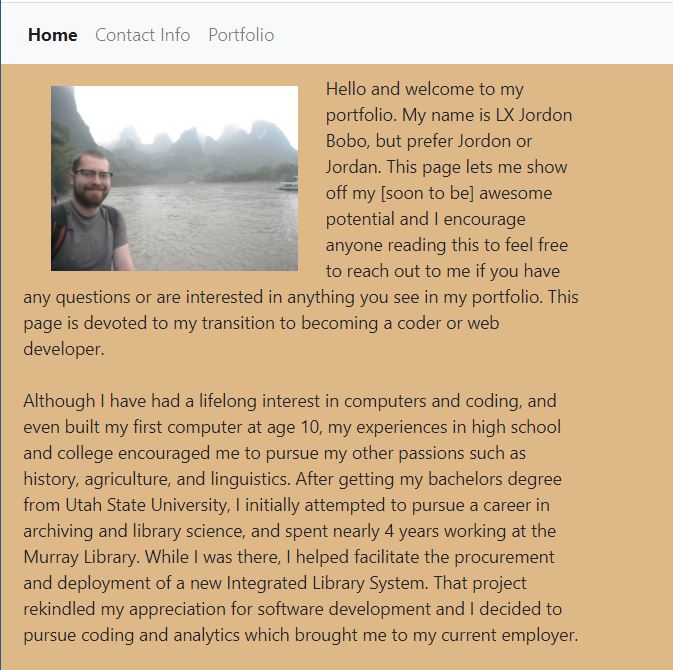 Home Contact Info Portfolio
Hello and welcome to my
portfolio. My name is LX Jordon
Bobo, but prefer Jordon or
Jordan. This page lets me show
off my [soon to be] awesome
potential and I encourage
anyone reading this to feel free
to reach out to me if you have
any questions or are interested in anything you see in my portfolio. This
page is devoted to my transition to becoming a coder or web
developer.
Although I have had a lifelong interest in computers and coding, and
even built my first computer at age 10, my experiences in high school
and college encouraged me to pursue my other passions such as
history, agriculture, and linguistics. After getting my bachelors degree
from Utah State University, I initially attempted to pursue a career in
archiving and library science, and spent nearly 4 years working at the
Murray Library. While I was there, I helped facilitate the procurement
and deployment of a new Integrated Library System. That project
rekindled my appreciation for software development and I decided to
pursue coding and analytics which brought me to my current employer.